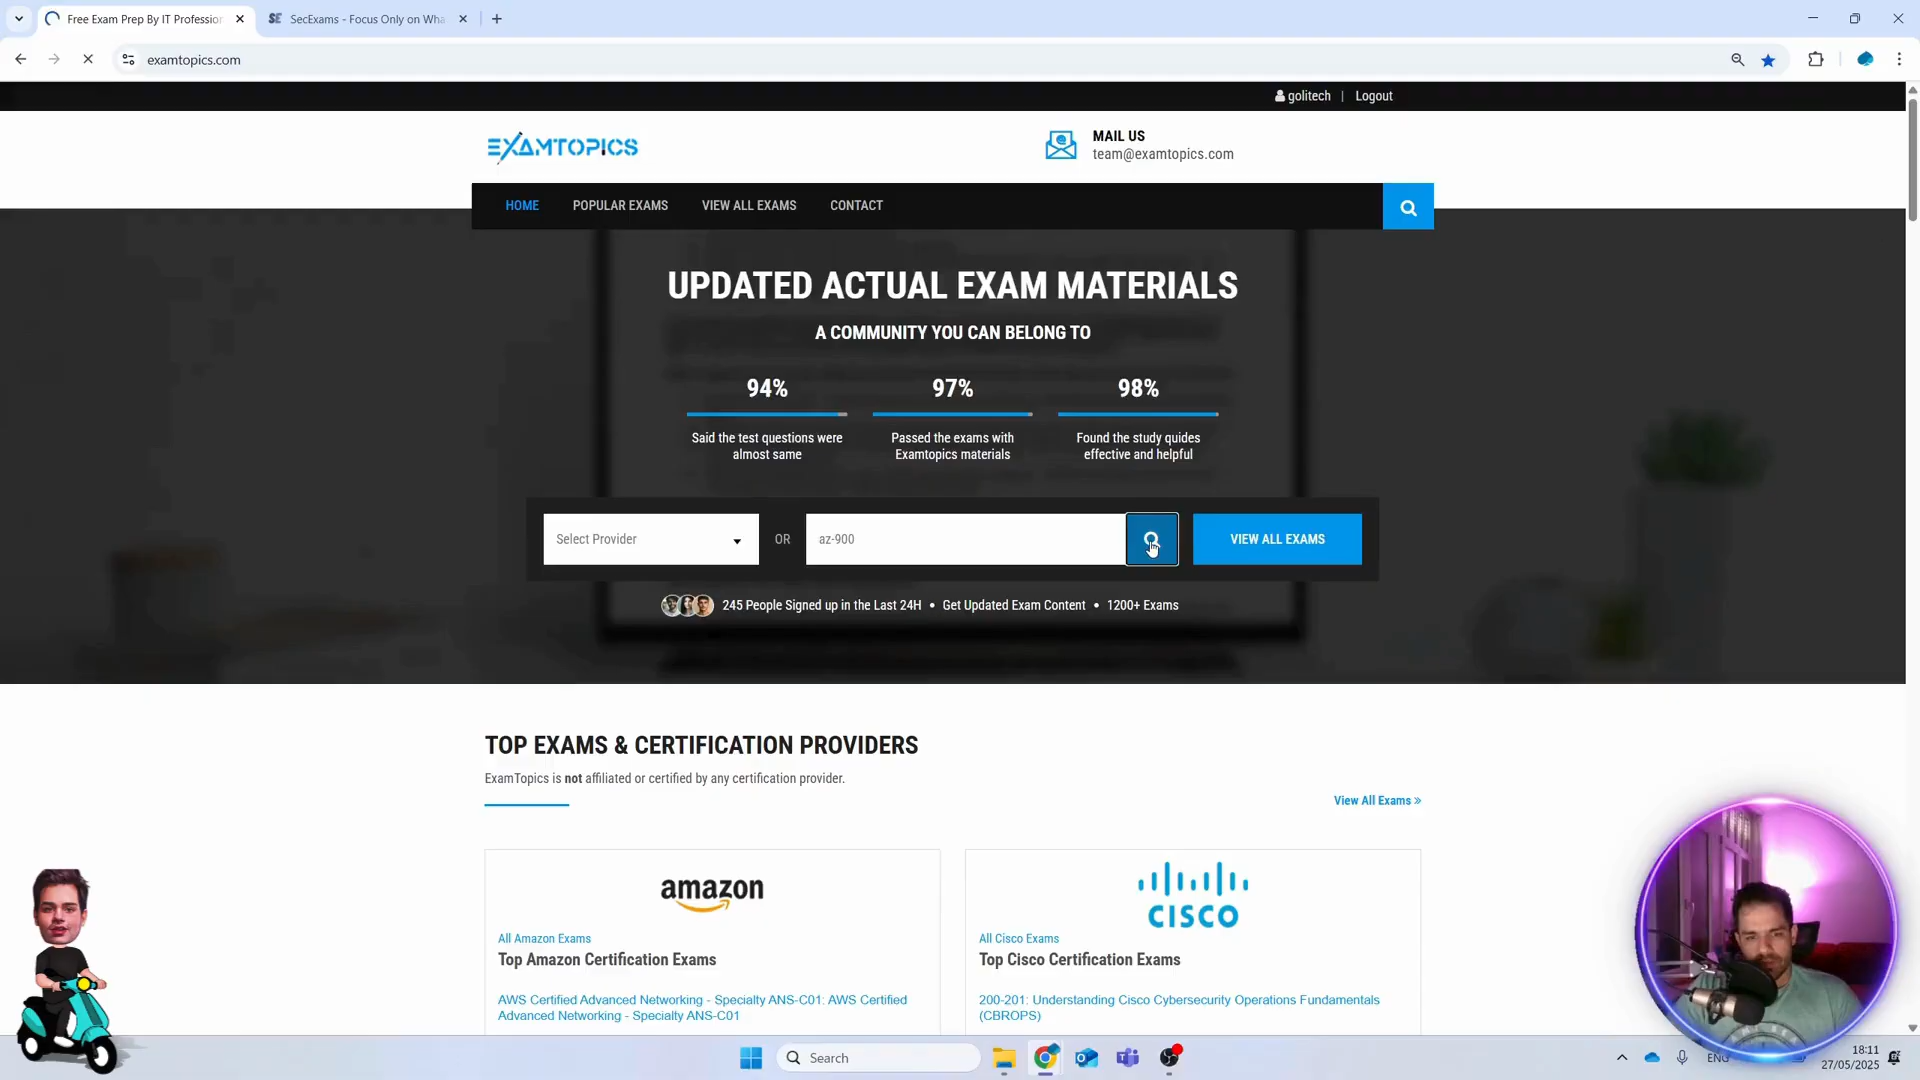 Free Exam Prep By IT Professio
SecExams - Focus Only on Wha
examtopics.com
golitech | Logout
EXAMTOPICS
MAIL US
team@examtopics.com
HOME
POPULAR EXAMS
VIEW ALL EXAMS
CONTACT
UPDATED ACTUAL EXAM MATERIALS
A COMMUNITY YOU CAN BELONG TO
94%
97%
98%
Said the test questions were
almost same
Passed the exams with
Examtopics materials
Found the study quides
effective and helpful
Select Provider
OR
az-900
VIEW ALL EXAMS
245 People Signed up in the Last 24H • Get Updated Exam Content • 1200+ Exams
TOP EXAMS & CERTIFICATION PROVIDERS
ExamTopics is not affiliated or certified by any certification provider.
View All Exams »
amazon
All Amazon Exams
Top Amazon Certification Exams
AWS Certified Advanced Networking - Specialty ANS-C01: AWS Certified
Advanced Networking - Specialty ANS-C01
CISCO
All Cisco Exams
Top Cisco Certification Exams
200-201: Understanding Cisco Cybersecurity Operations Fundamentals
(CBROPS)
Search
ENG
18:11
27/05/2025